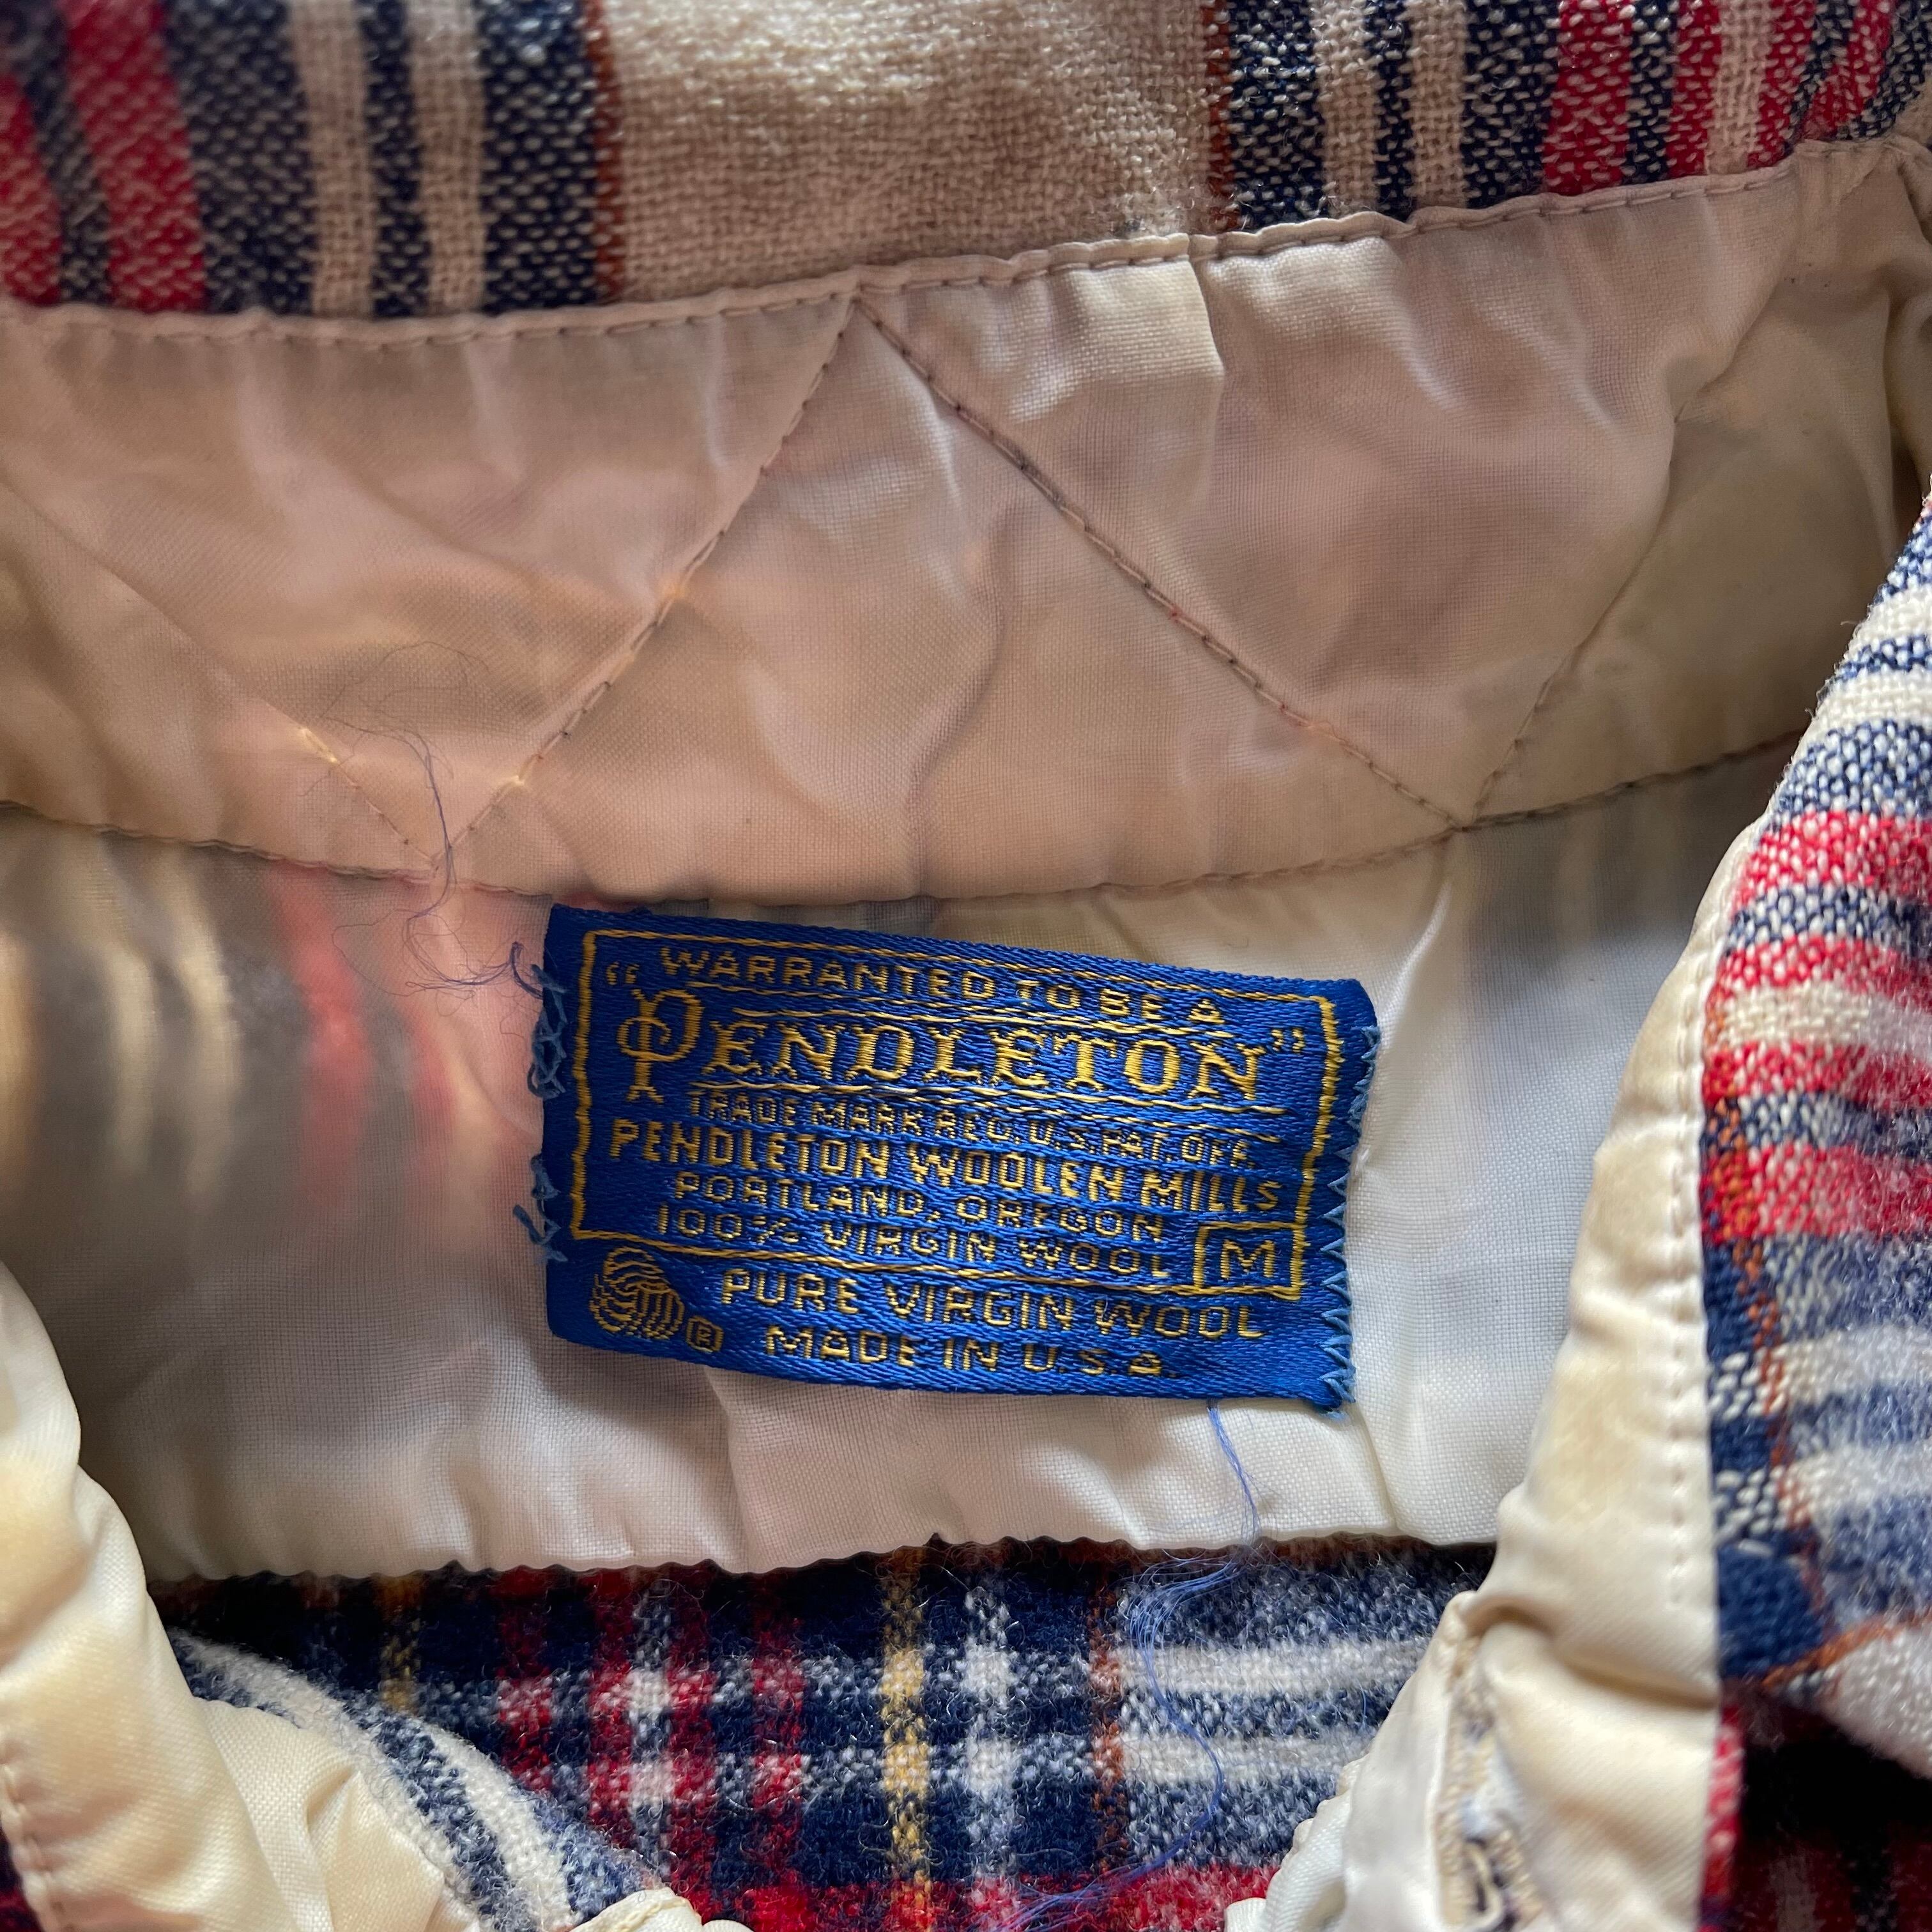 WARRANTED TO BE A
"PENDLETON"
TRADE MARK REG. U.S. PAT. OFF.
PENDLETON WOOLEN MILLS
PORTLAND, OREGON
100% VIRGIN WOOL M
PURE VIRGIN WOOL
® MADE IN U.S.A.